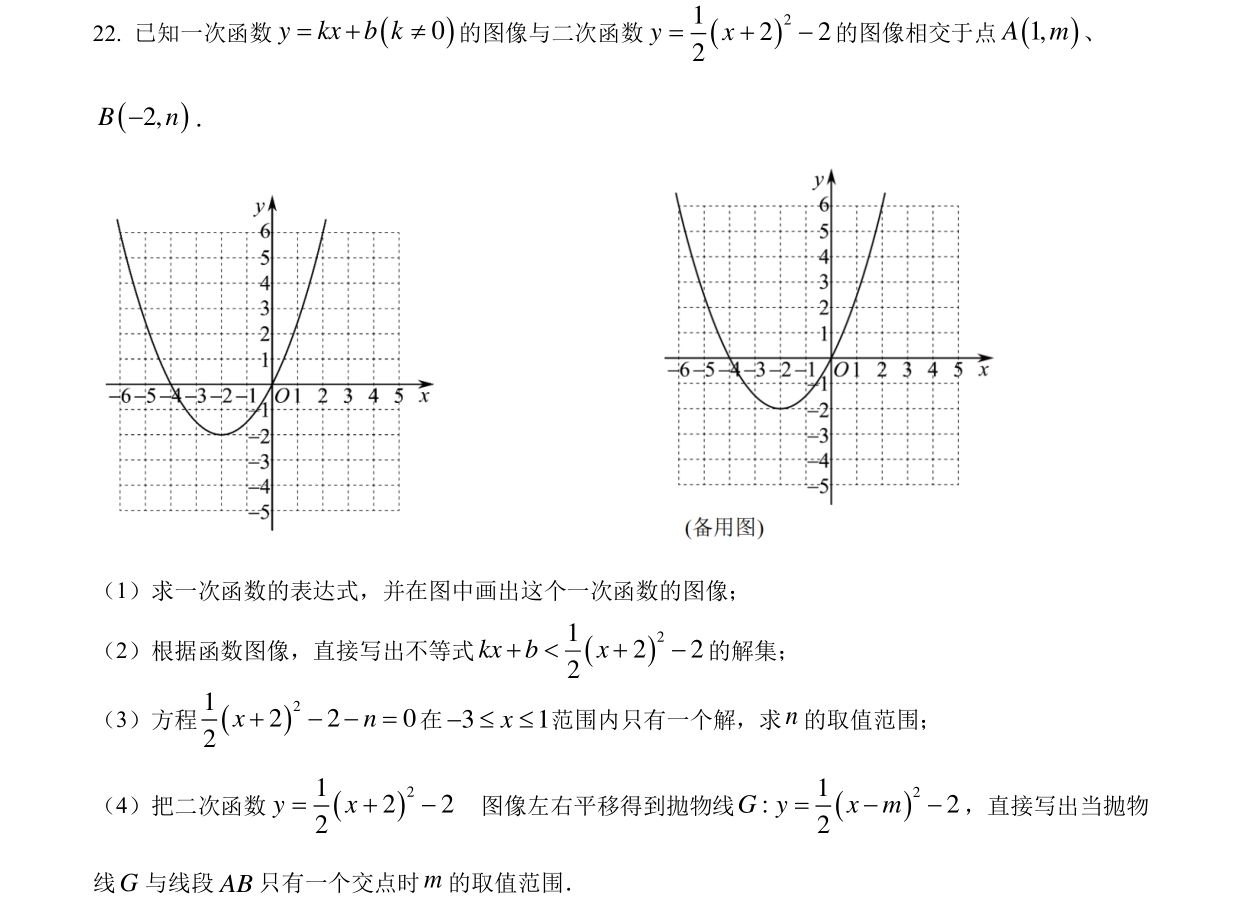 22. 已知一次函数 y = kx + b(k ≠ 0) 的图像与二次函数 y = 1/2 (x + 2)² − 2 的图像相交于点 A(1, m)、
B(−2, n).
y y
6 6
5 5
4 4
3 3
2 2
1 1
−6 −5 −4 −3 −2 −1 O 1 2 3 4 5 x −6 −5 −4 −3 −2 −1 O 1 2 3 4 5 x
−1 −1
−2 −2
−3 −3
−4 −4
−5 −5
(备用图)
（1）求一次函数的表达式，并在图中画出这个一次函数的图像；
（2）根据函数图像，直接写出不等式 kx + b < 1/2 (x + 2)² − 2 的解集；
（3）方程 1/2 (x + 2)² − 2 − n = 0 在 −3 ≤ x ≤ 1 范围内只有一个解，求 n 的取值范围；
（4）把二次函数 y = 1/2 (x + 2)² − 2 图像左右平移得到抛物线 G : y = 1/2 (x − m)² − 2，直接写出当抛物
线 G 与线段 AB 只有一个交点时 m 的取值范围.